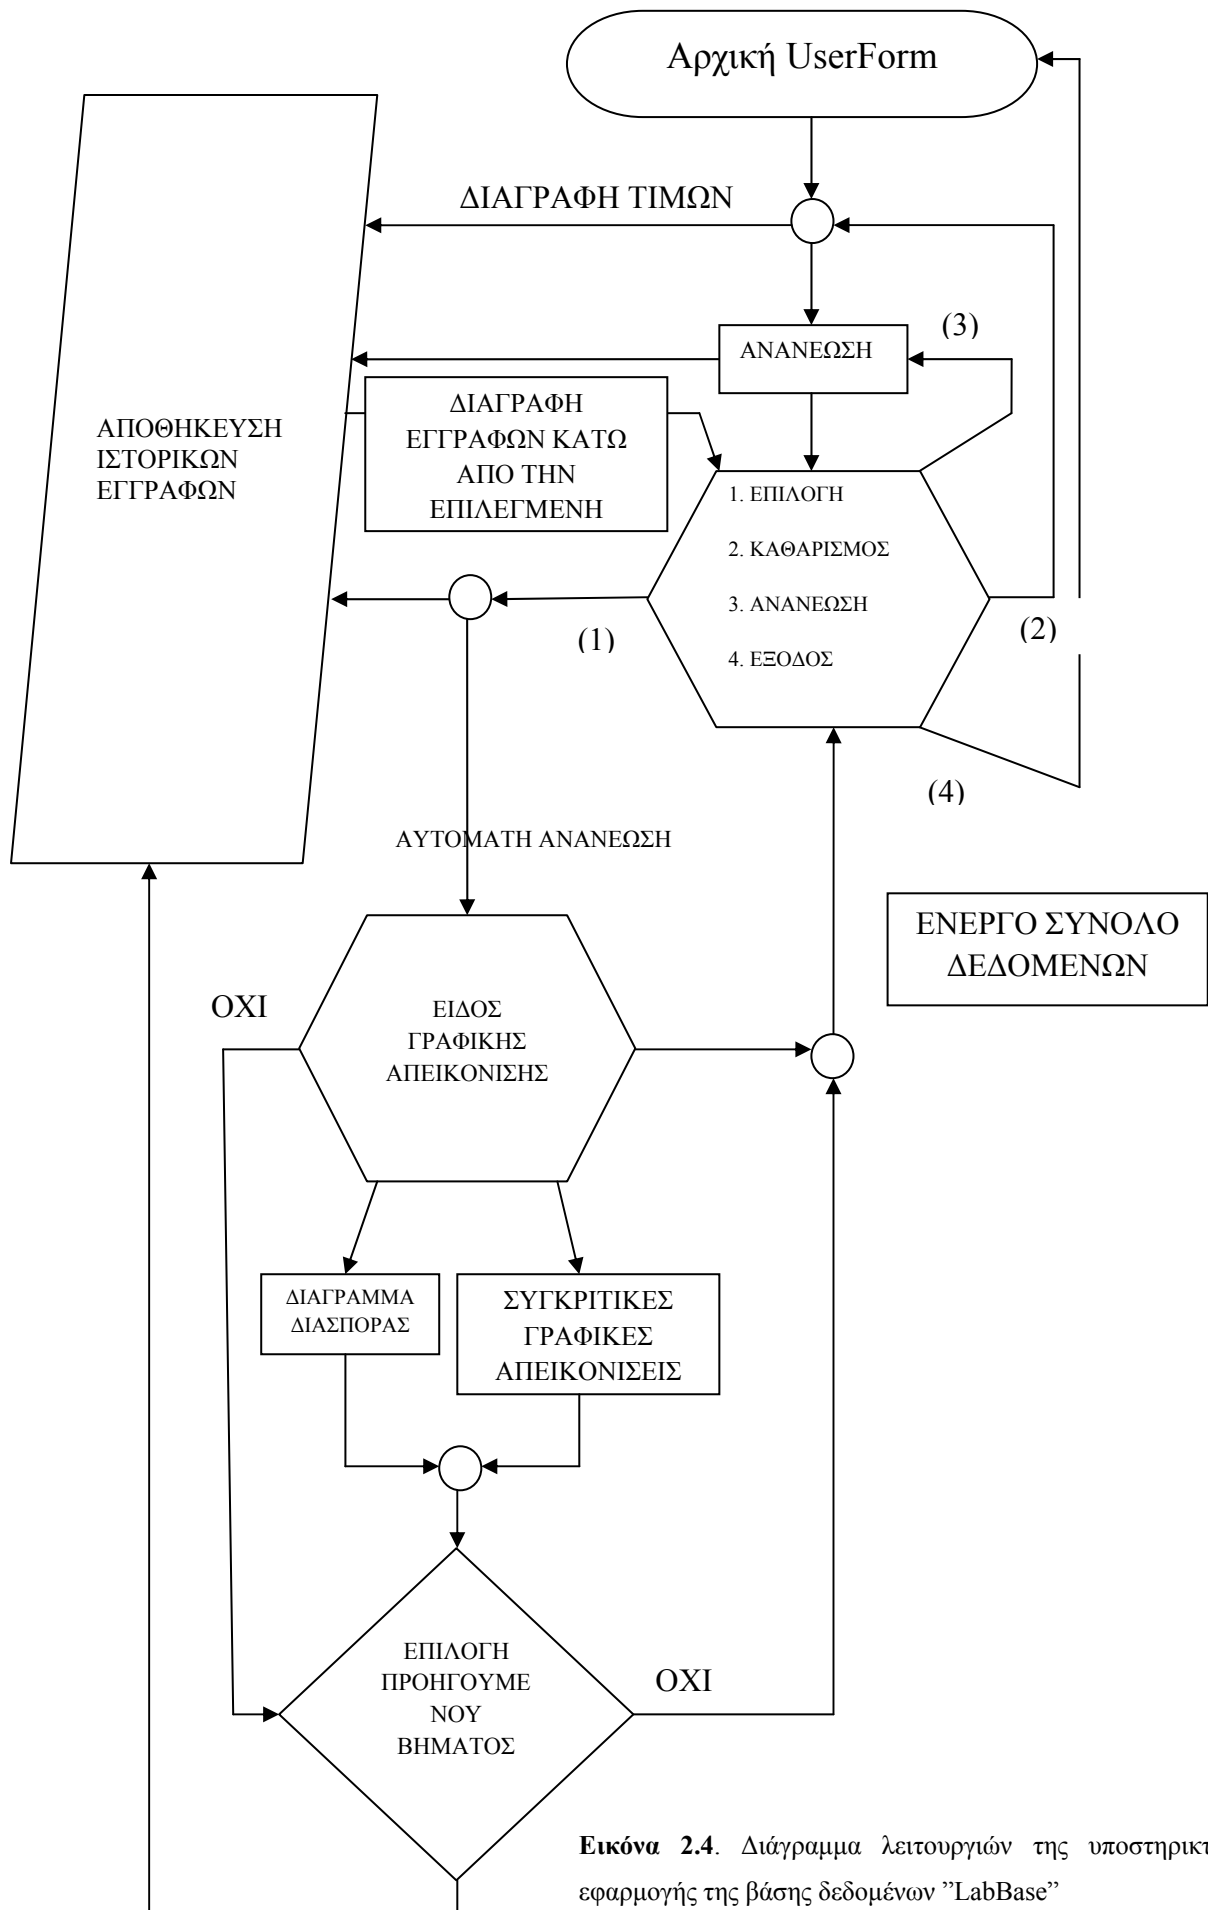 Αρχική UserForm
ΔΙΑΓΡΑΦΗ ΤΙΜΩΝ
(3)
ΑΝΑΝΕΩΣΗ
ΔΙΑΓΡΑΦΗ
ΕΓΓΡΑΦΩΝ ΚΑΤΩ
ΑΠΟ ΤΗΝ
ΕΠΙΛΕΓΜΕΝΗ
ΑΠΟΘΗΚΕΥΣΗ
ΙΣΤΟΡΙΚΩΝ
ΕΓΓΡΑΦΩΝ
1. ΕΠΙΛΟΓΗ
2. ΚΑΘΑΡΙΣΜΟΣ
3. ΑΝΑΝΕΩΣΗ
4. ΕΞΟΔΟΣ
(1)
(2)
(4)
ΑΥΤΟΜΑΤΗ ΑΝΑΝΕΩΣΗ
ΕΝΕΡΓΟ ΣΥΝΟΛΟ
ΔΕΔΟΜΕΝΩΝ
ΟΧΙ
ΕΙΔΟΣ
ΓΡΑΦΙΚΗΣ
ΑΠΕΙΚΟΝΙΣΗΣ
ΔΙΑΓΡΑΜΜΑ
ΔΙΑΣΠΟΡΑΣ
ΣΥΓΚΡΙΤΙΚΕΣ
ΓΡΑΦΙΚΕΣ
ΑΠΕΙΚΟΝΙΣΕΙΣ
ΕΠΙΛΟΓΗ
ΠΡΟΗΓΟΥΜΕ
ΝΟΥ
ΒΗΜΑΤΟΣ
ΟΧΙ
Εικόνα 2.4. Διάγραμμα λειτουργιών της υποστηρικτ
εφαρμογής της βάσης δεδομένων ”LabBase”